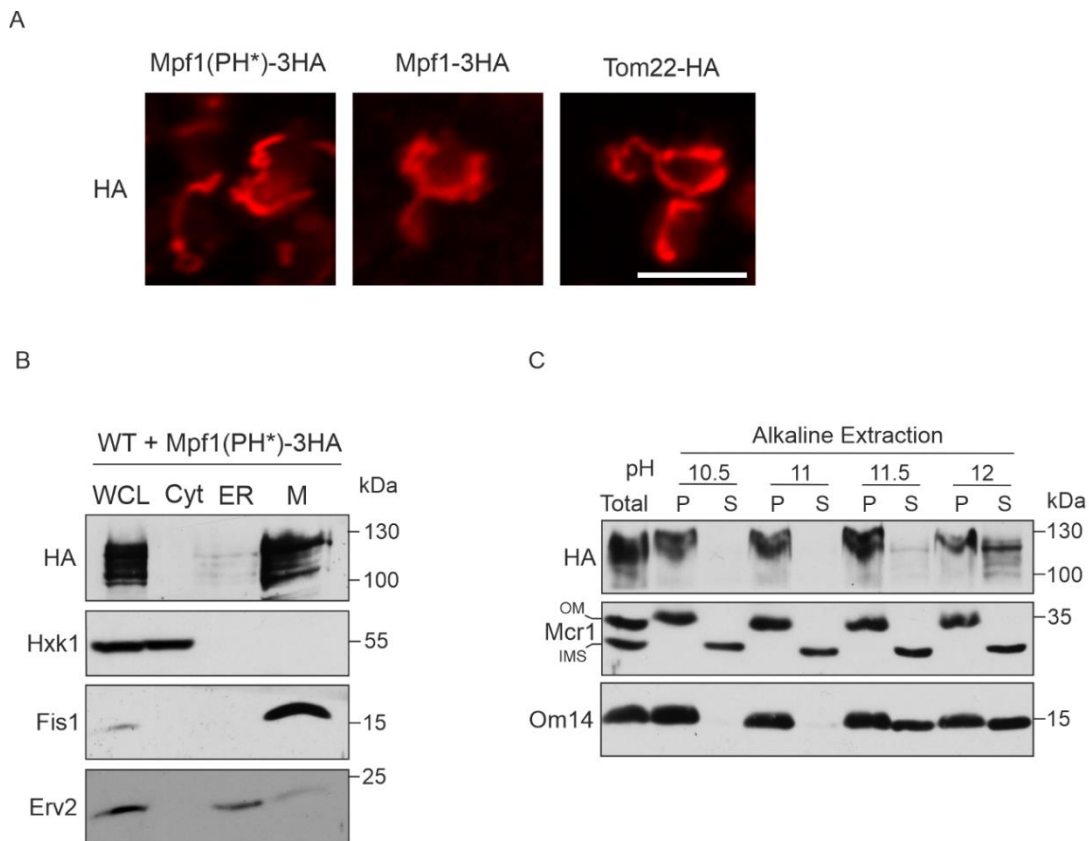 A
Mpf1(PH*)-3HA Mpf1-3HA Tom22-HA
HA
B
WT + Mpf1(PH*)-3HA
WCL Cyt ER M kDa
HA 130
100
Hxk1 55
Fis1 15
25
Erv2
C
Alkaline Extraction
pH 10.5 11 11.5 12
Total P S P S P S P S kDa
HA 130
100
OM 35
Mcr1
IMS
Om14 15